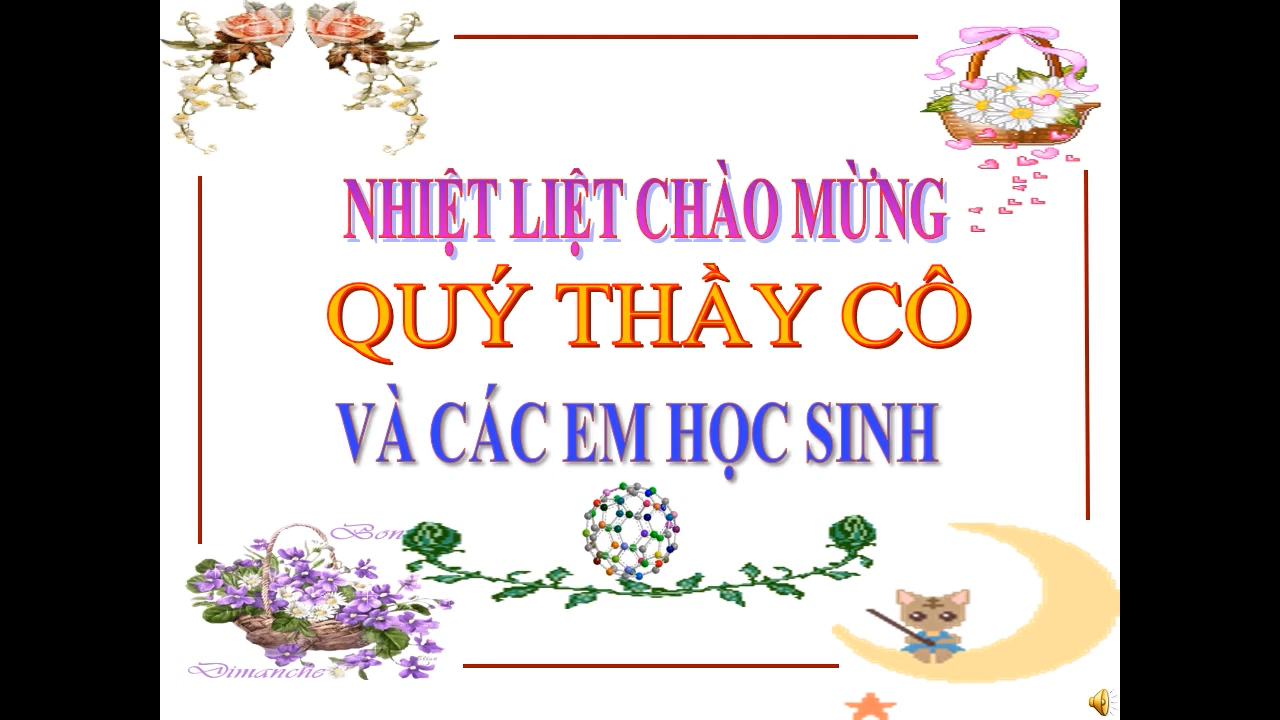 NHIỆT LIỆT CHÀO MỪNG
QUÝ THẦY CÔ
VÀ CÁC EM HỌC SINH
Bon
Dimanche